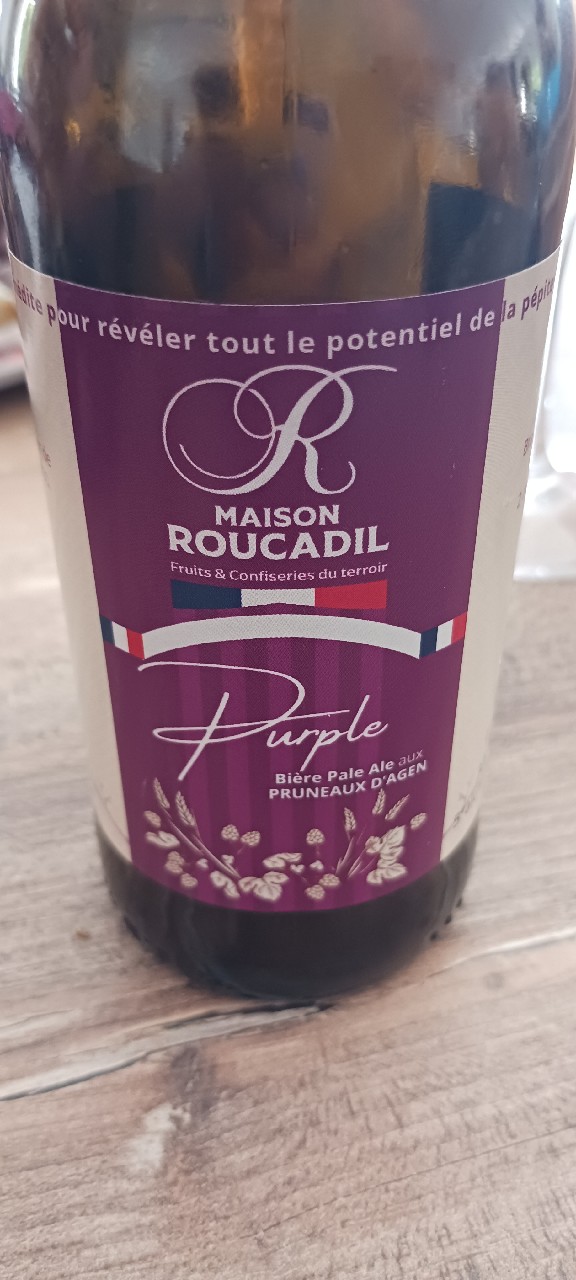 pour révéler tout le potentiel de la pépite
R
MAISON
ROUCADIL
Fruits & Confiseries du terroir
Purple
Bière Pale Ale aux
PRUNEAUX D'AGEN